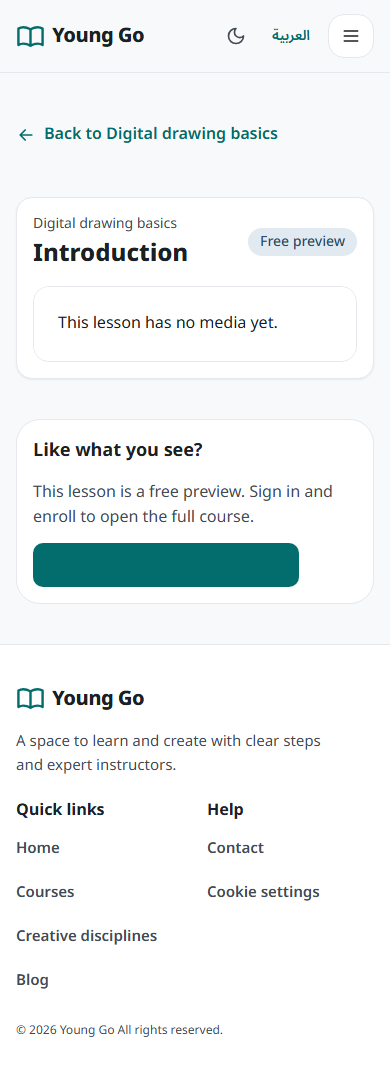 Young Go
العربية
Back to Digital drawing basics
Digital drawing basics
Introduction
Free preview
This lesson has no media yet.
Like what you see?
This lesson is a free preview. Sign in and
enroll to open the full course.
Young Go
A space to learn and create with clear steps
and expert instructors.
Quick links
Help
Home
Contact
Courses
Cookie settings
Creative disciplines
Blog
© 2026 Young Go All rights reserved.